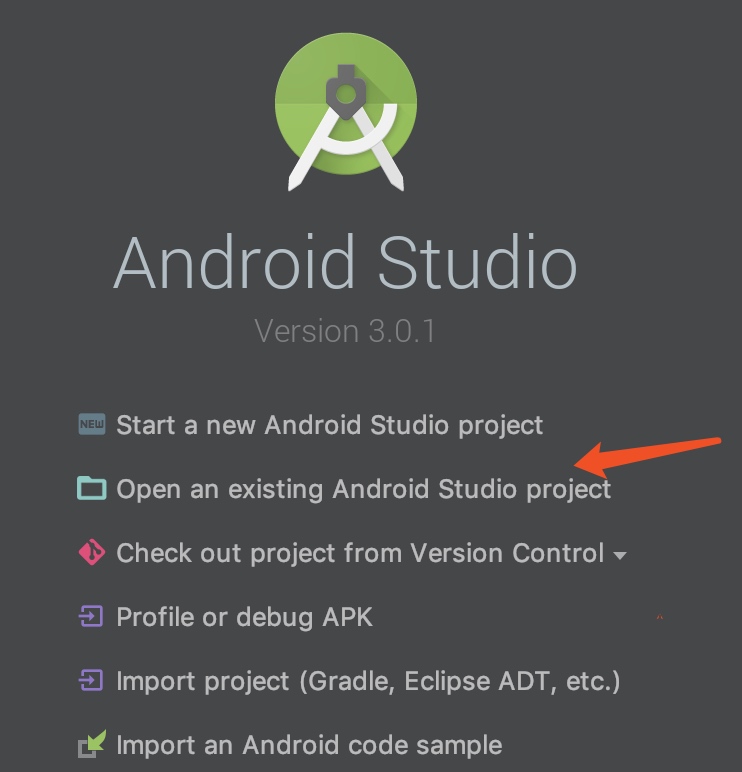 Android Studio
Version 3.0.1
NEW Start a new Android Studio project
Open an existing Android Studio project
Check out project from Version Control
Profile or debug APK
Import project (Gradle, Eclipse ADT, etc.)
Import an Android code sample